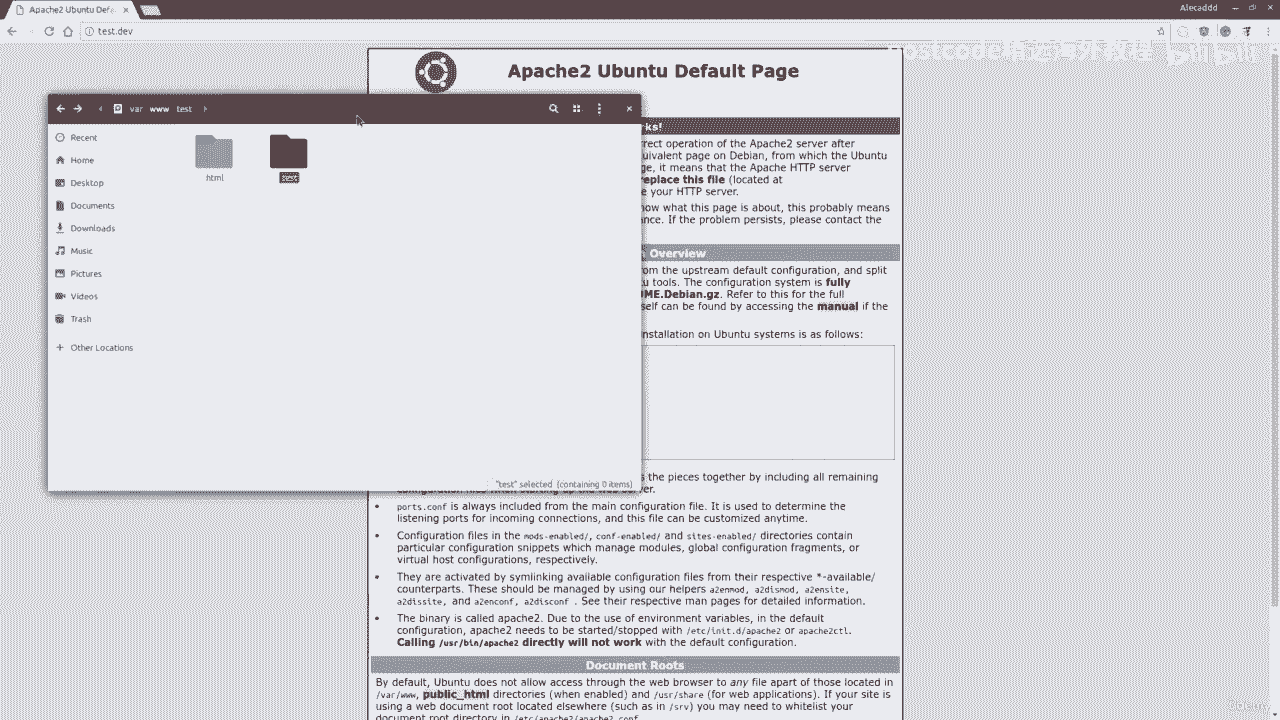 Apache2 Ubuntu Def
Alecaddd
test.dev
Apache2 Ubuntu Default Page
var www test
rks!
Recent
Home
Desktop
Documents
Downloads
Music
Pictures
Videos
Trash
Other Locations
html
test
"test" selected (containing 0 items)
rrect operation of the Apache2 server after
uivalent page on Debian, from which the Ubuntu
ge, it means that the Apache HTTP server
eplace this file (located at
e your HTTP server.
now what this page is about, this probably means
ance. If the problem persists, please contact the
Overview
om the upstream default configuration, and split
u tools. The configuration system is fully
ME.Debian.gz. Refer to this for the full
self can be found by accessing the manual if the
nstallation on Ubuntu systems is as follows:
s the pieces together by including all remaining
configuration files when starting up the web server.
• ports.conf is always included from the main configuration file. It is used to determine the
listening ports for incoming connections, and this file can be customized anytime.
• Configuration files in the mods-enabled/, conf-enabled/ and sites-enabled/ directories contain
particular configuration snippets which manage modules, global configuration fragments, or
virtual host configurations, respectively.
• They are activated by symlinking available configuration files from their respective *-available/
counterparts. These should be managed by using our helpers a2enmod, a2dismod, a2ensite,
a2dissite, and a2enconf, a2disconf . See their respective man pages for detailed information.
• The binary is called apache2. Due to the use of environment variables, in the default
configuration, apache2 needs to be started/stopped with /etc/init.d/apache2 or apache2ctl.
Calling /usr/bin/apache2 directly will not work with the default configuration.
Document Roots
By default, Ubuntu does not allow access through the web browser to any file apart of those located in
/var/www, public_html directories (when enabled) and /usr/share (for web applications). If your site is
using a web document root located elsewhere (such as in /srv) you may need to whitelist your
document root directory in /etc/apache2/apache2.conf.